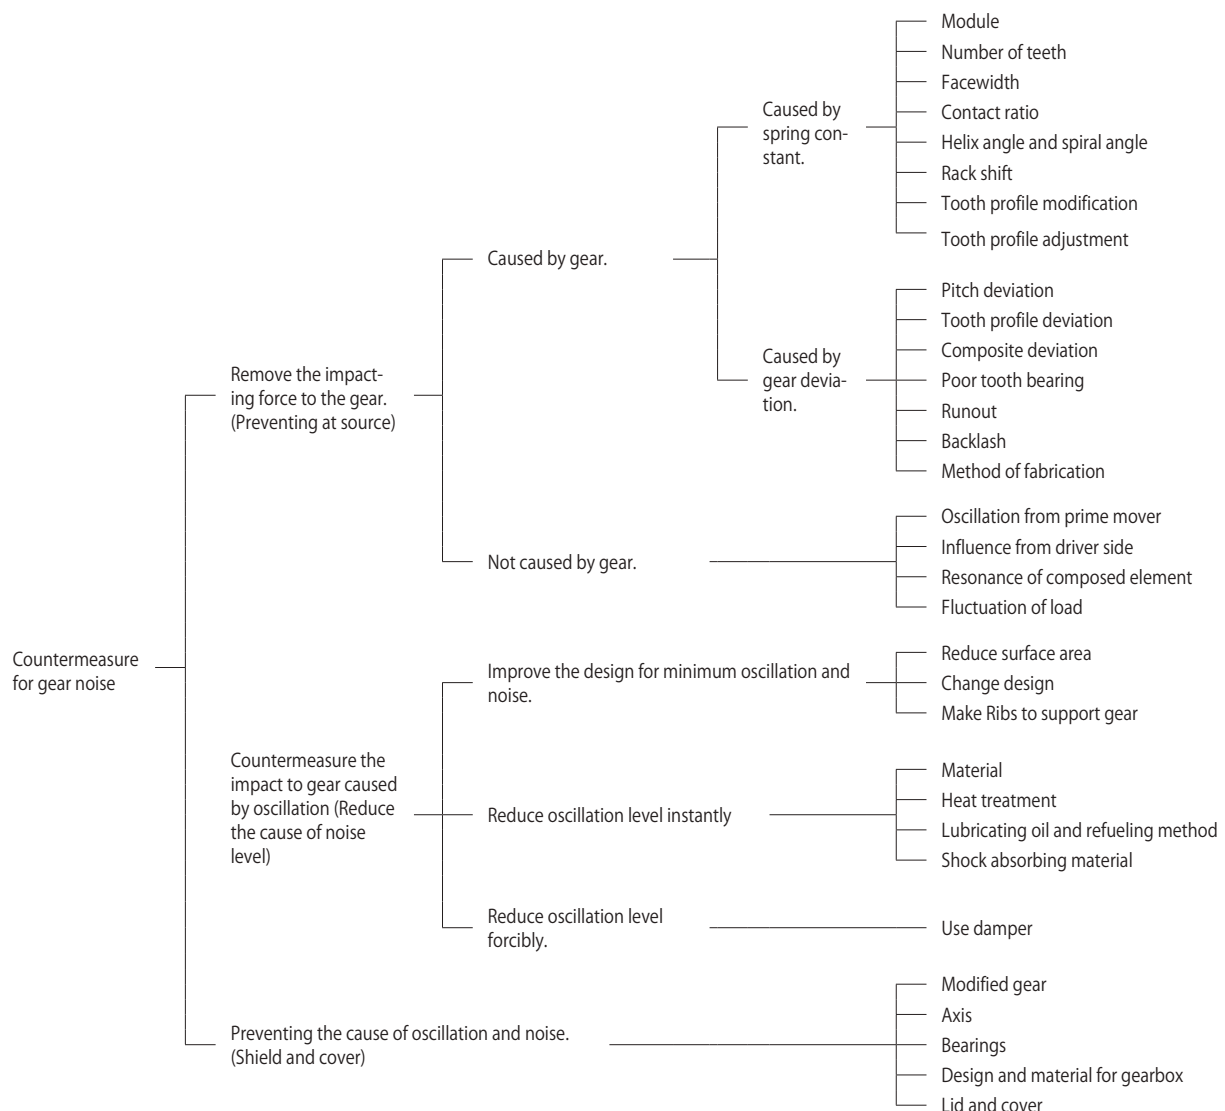 Countermeasure
for gear noise
Remove the impact-
ing force to the gear.
(Preventing at source)
Caused by gear.
Caused by
spring con-
stant.
Module
Number of teeth
Facewidth
Contact ratio
Helix angle and spiral angle
Rack shift
Tooth profile modification
Tooth profile adjustment
Caused by
gear devia-
tion.
Pitch deviation
Tooth profile deviation
Composite deviation
Poor tooth bearing
Runout
Backlash
Method of fabrication
Not caused by gear.
Oscillation from prime mover
Influence from driver side
Resonance of composed element
Fluctuation of load
Countermeasure the
impact to gear caused
by oscillation (Reduce
the cause of noise
level)
Improve the design for minimum oscillation and
noise.
Reduce surface area
Change design
Make Ribs to support gear
Reduce oscillation level instantly
Material
Heat treatment
Lubricating oil and refueling method
Shock absorbing material
Reduce oscillation level
forcibly.
Use damper
Preventing the cause of oscillation and noise.
(Shield and cover)
Modified gear
Axis
Bearings
Design and material for gearbox
Lid and cover